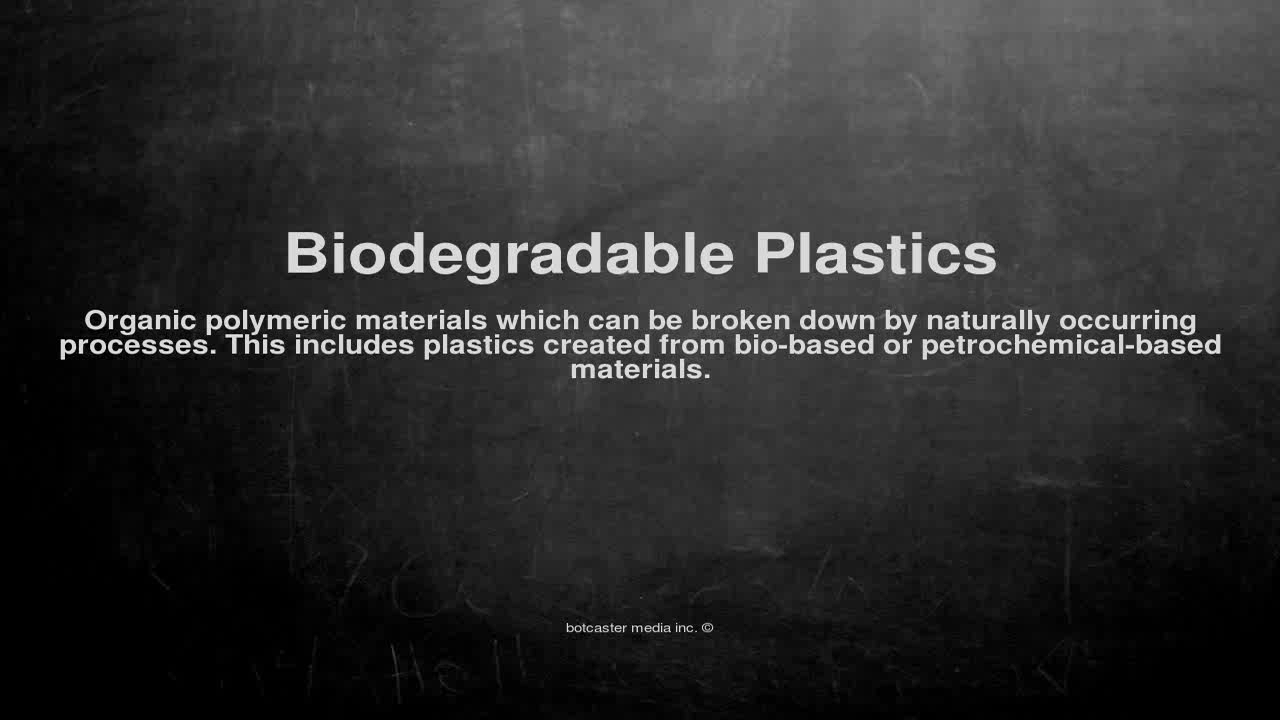 Biodegradable Plastics
Organic polymeric materials which can be broken down by naturally occurring
processes. This includes plastics created from bio-based or petrochemical-based
materials.
botcaster media inc. ©